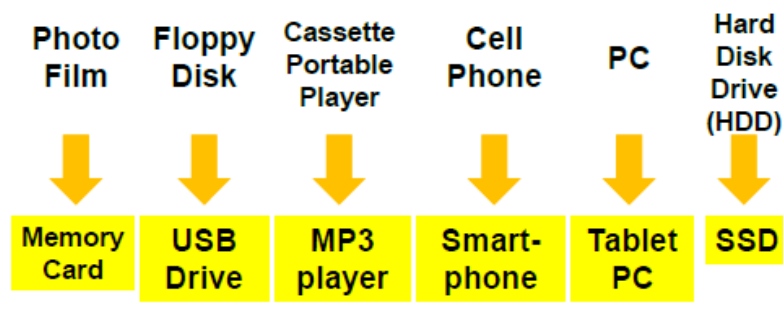 Photo
Film
Floppy
Disk
Cassette
Portable
Player
Cell
Phone
PC
Hard
Disk
Drive
(HDD)
Memory
Card
USB
Drive
MP3
player
Smart-
phone
Tablet
PC
SSD